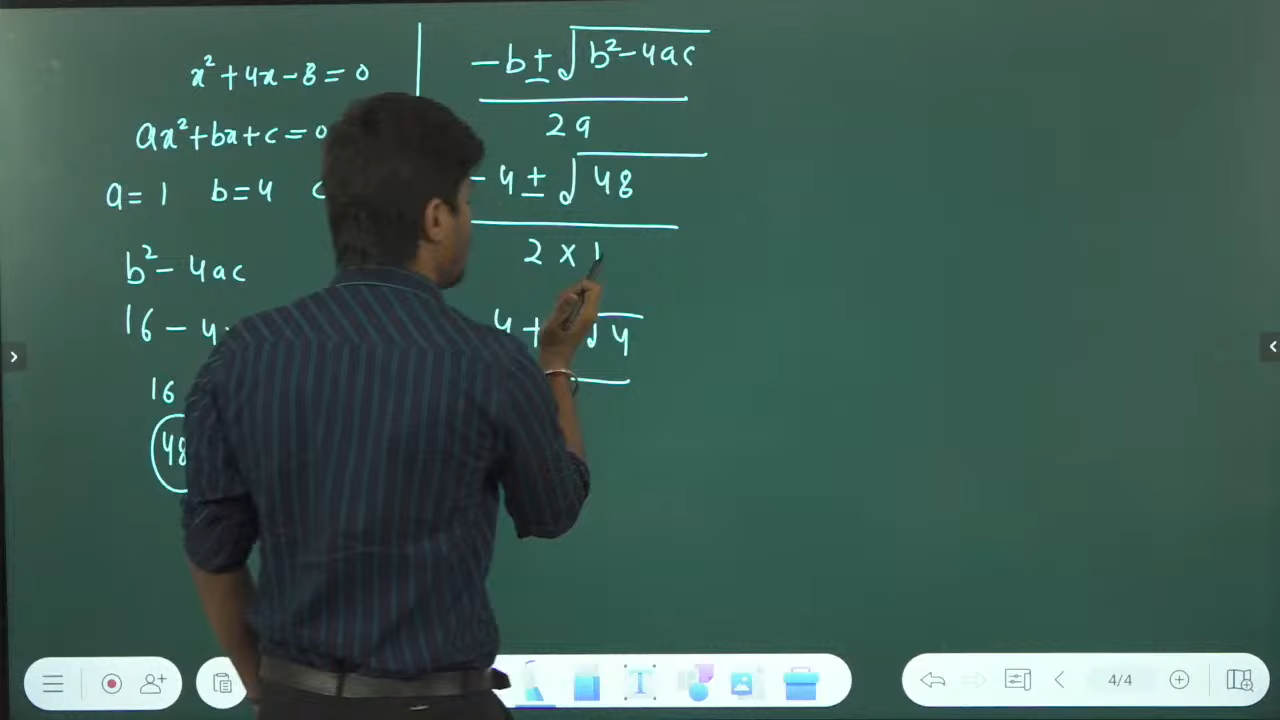 x² + 4x - 8 = 0
ax² + bx + c = 0
a = 1 b = 4 c
b² - 4ac
16 - 4
16
48
-b ± √b² - 4ac
2a
- 4 ± √48
2 × 1
4 + √4
4/4